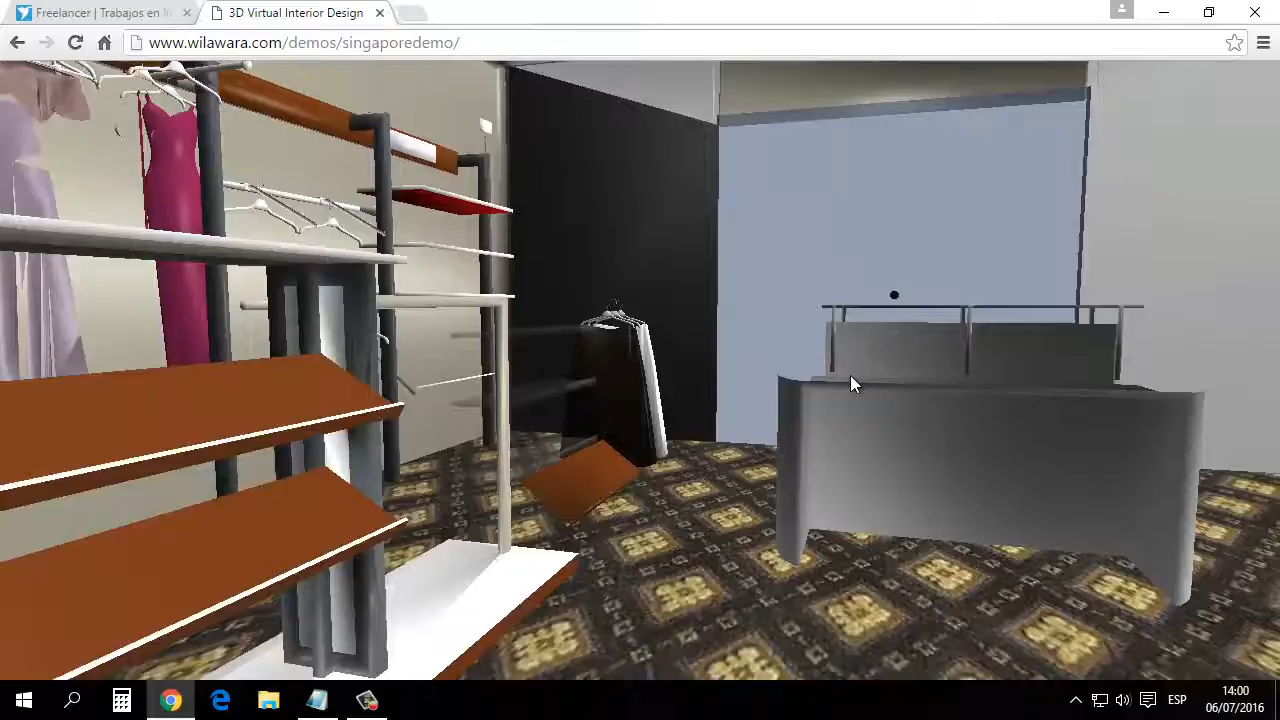 Freelancer | Trabajos en
3D Virtual Interior Design
www.wilawara.com/demos/singaporedemo/
ESP
14:00
06/07/2016